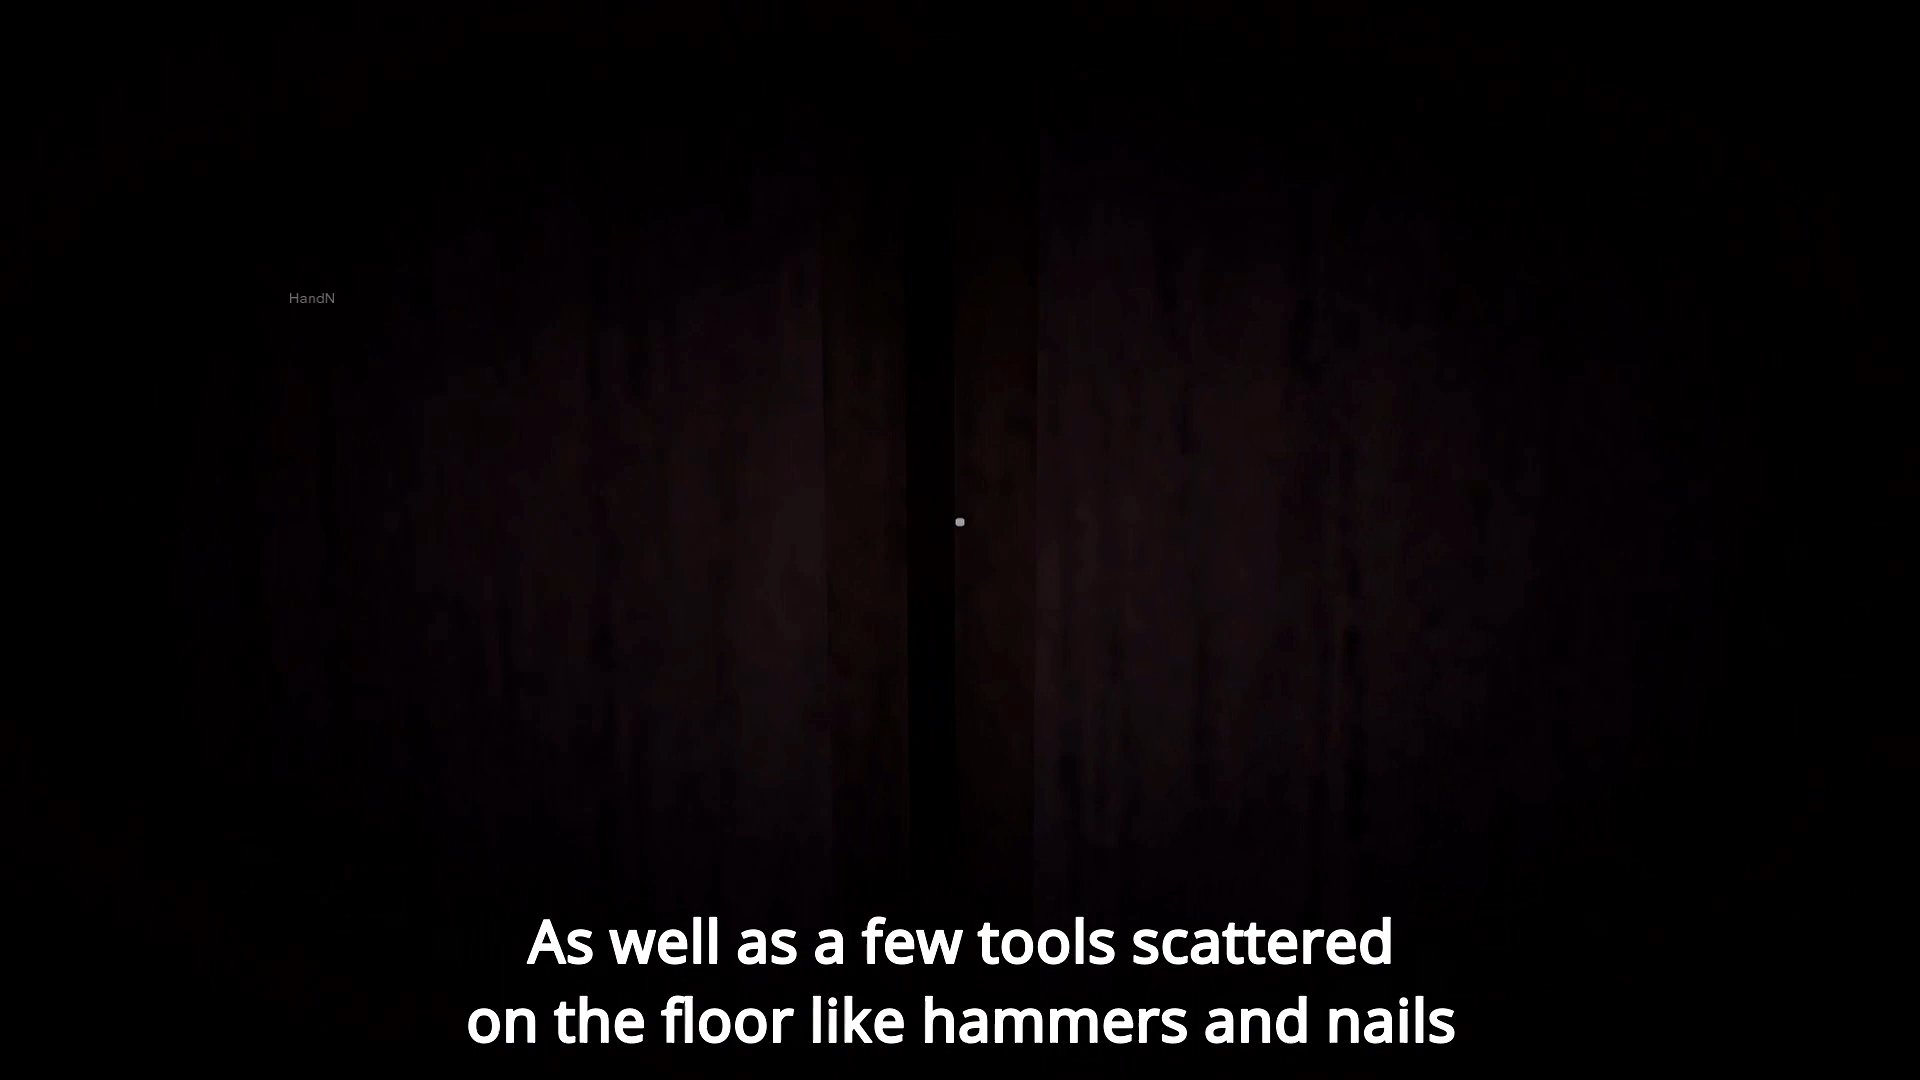 HandN
As well as a few tools scattered
on the floor like hammers and nails